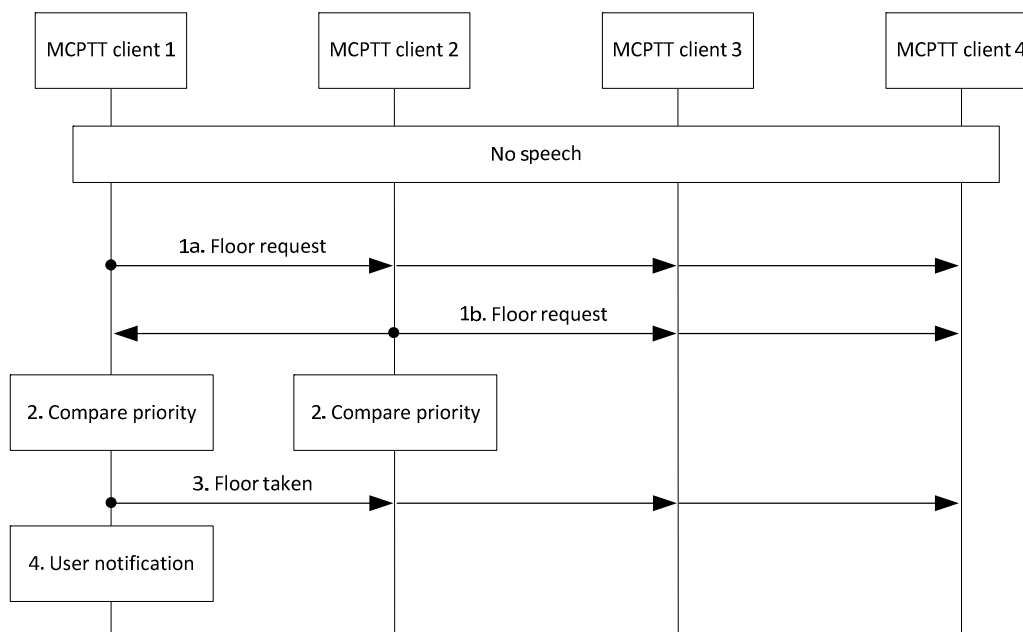 MCPTT client 1
MCPTT client 2
MCPTT client 3
MCPTT client 4
No speech
1a. Floor request
1b. Floor request
2. Compare priority
2. Compare priority
3. Floor taken
4. User notification